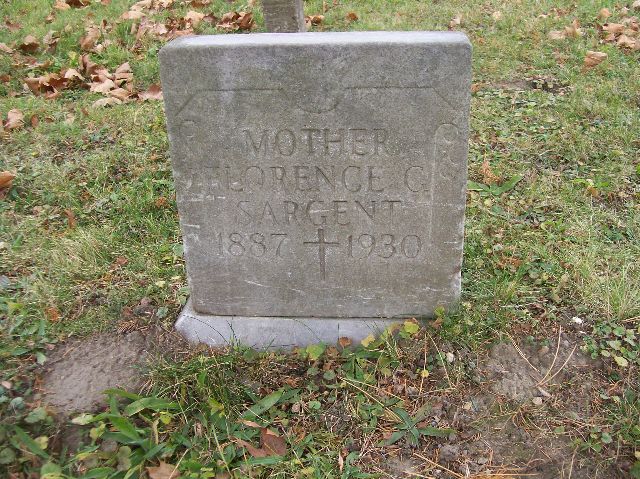 MOTHER
FLORENCE C
SARGENT
1887 1930